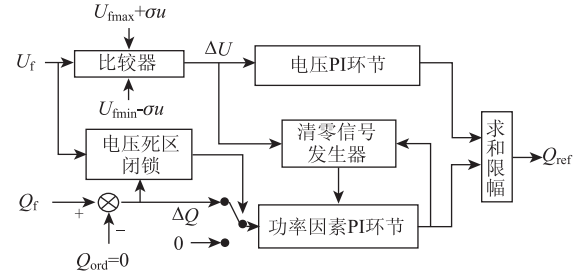 U_fmax+σu
U_f
比较器
ΔU
电压PI环节
U_fmin-σu
电压死区
闭锁
清零信号
发生器
求和限幅
Q_ref
Q_f
+
−
ΔQ
0
功率因素PI环节
Q_ord=0